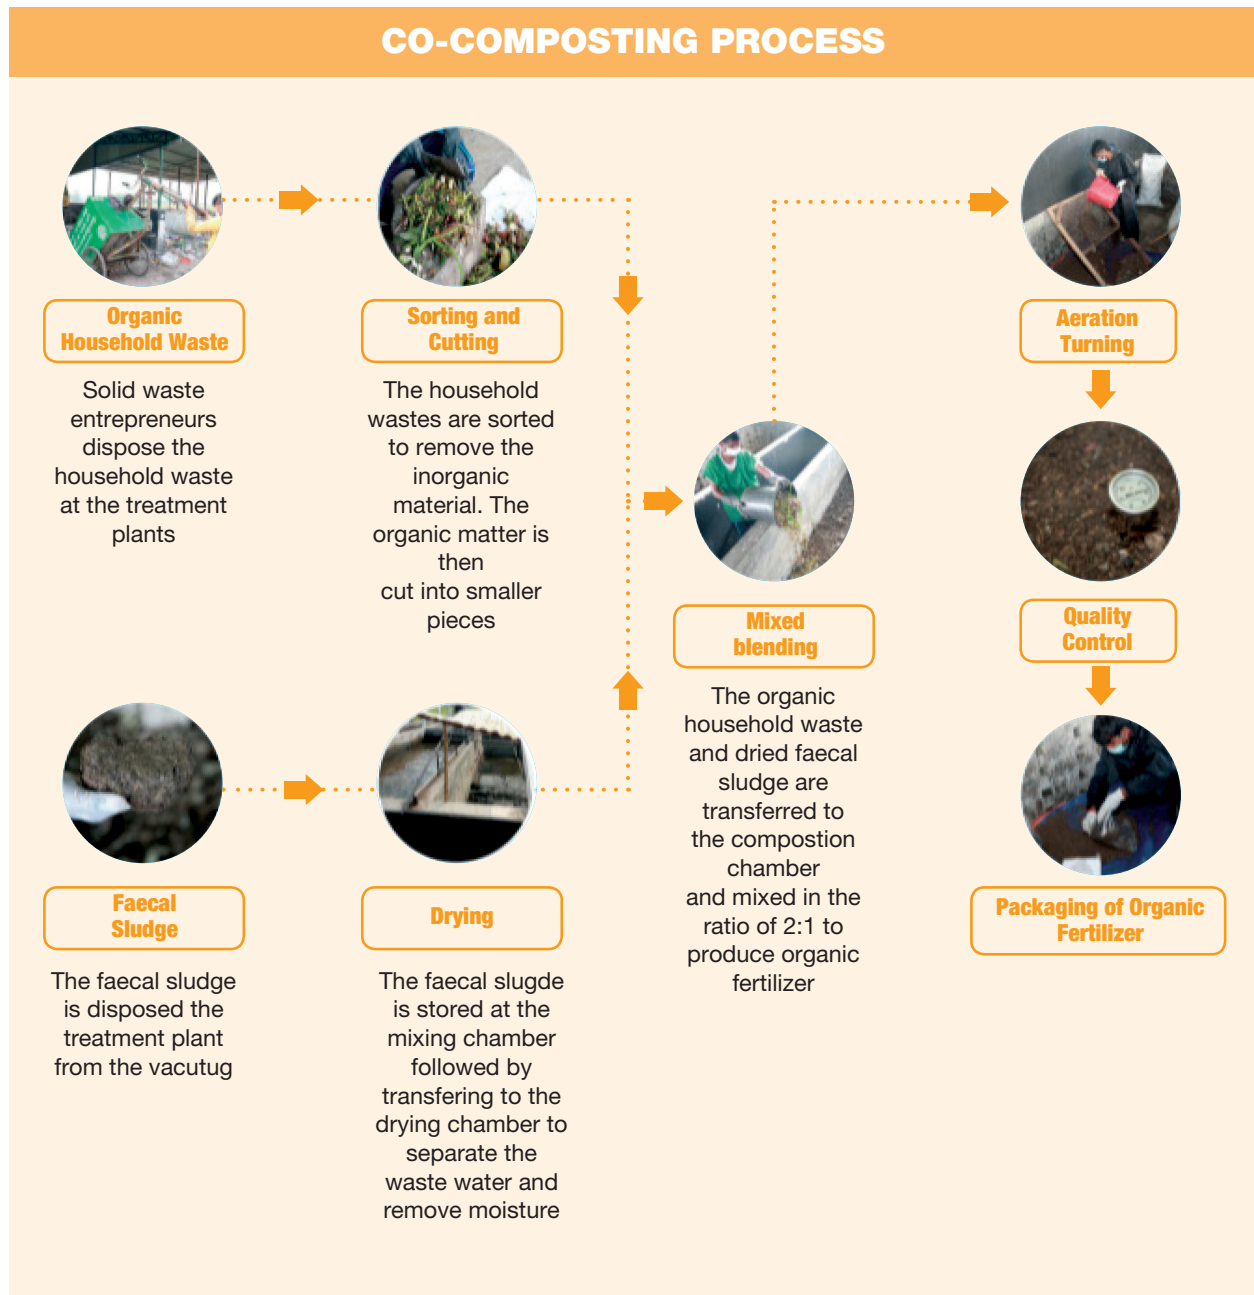 CO-COMPOSTING PROCESS
Organic
Household Waste
Solid waste
entrepreneurs
dispose the
household waste
at the treatment
plants
Sorting and
Cutting
The household
wastes are sorted
to remove the
inorganic
material. The
organic matter is
then
cut into smaller
pieces
Faecal
Sludge
The faecal sludge
is disposed the
treatment plant
from the vacutug
Drying
The faecal slugde
is stored at the
mixing chamber
followed by
transfering to the
drying chamber to
separate the
waste water and
remove moisture
Mixed
blending
The organic
household waste
and dried faecal
sludge are
transferred to
the compostion
chamber
and mixed in the
ratio of 2:1 to
produce organic
fertilizer
Aeration
Turning
Quality
Control
Packaging of Organic
Fertilizer